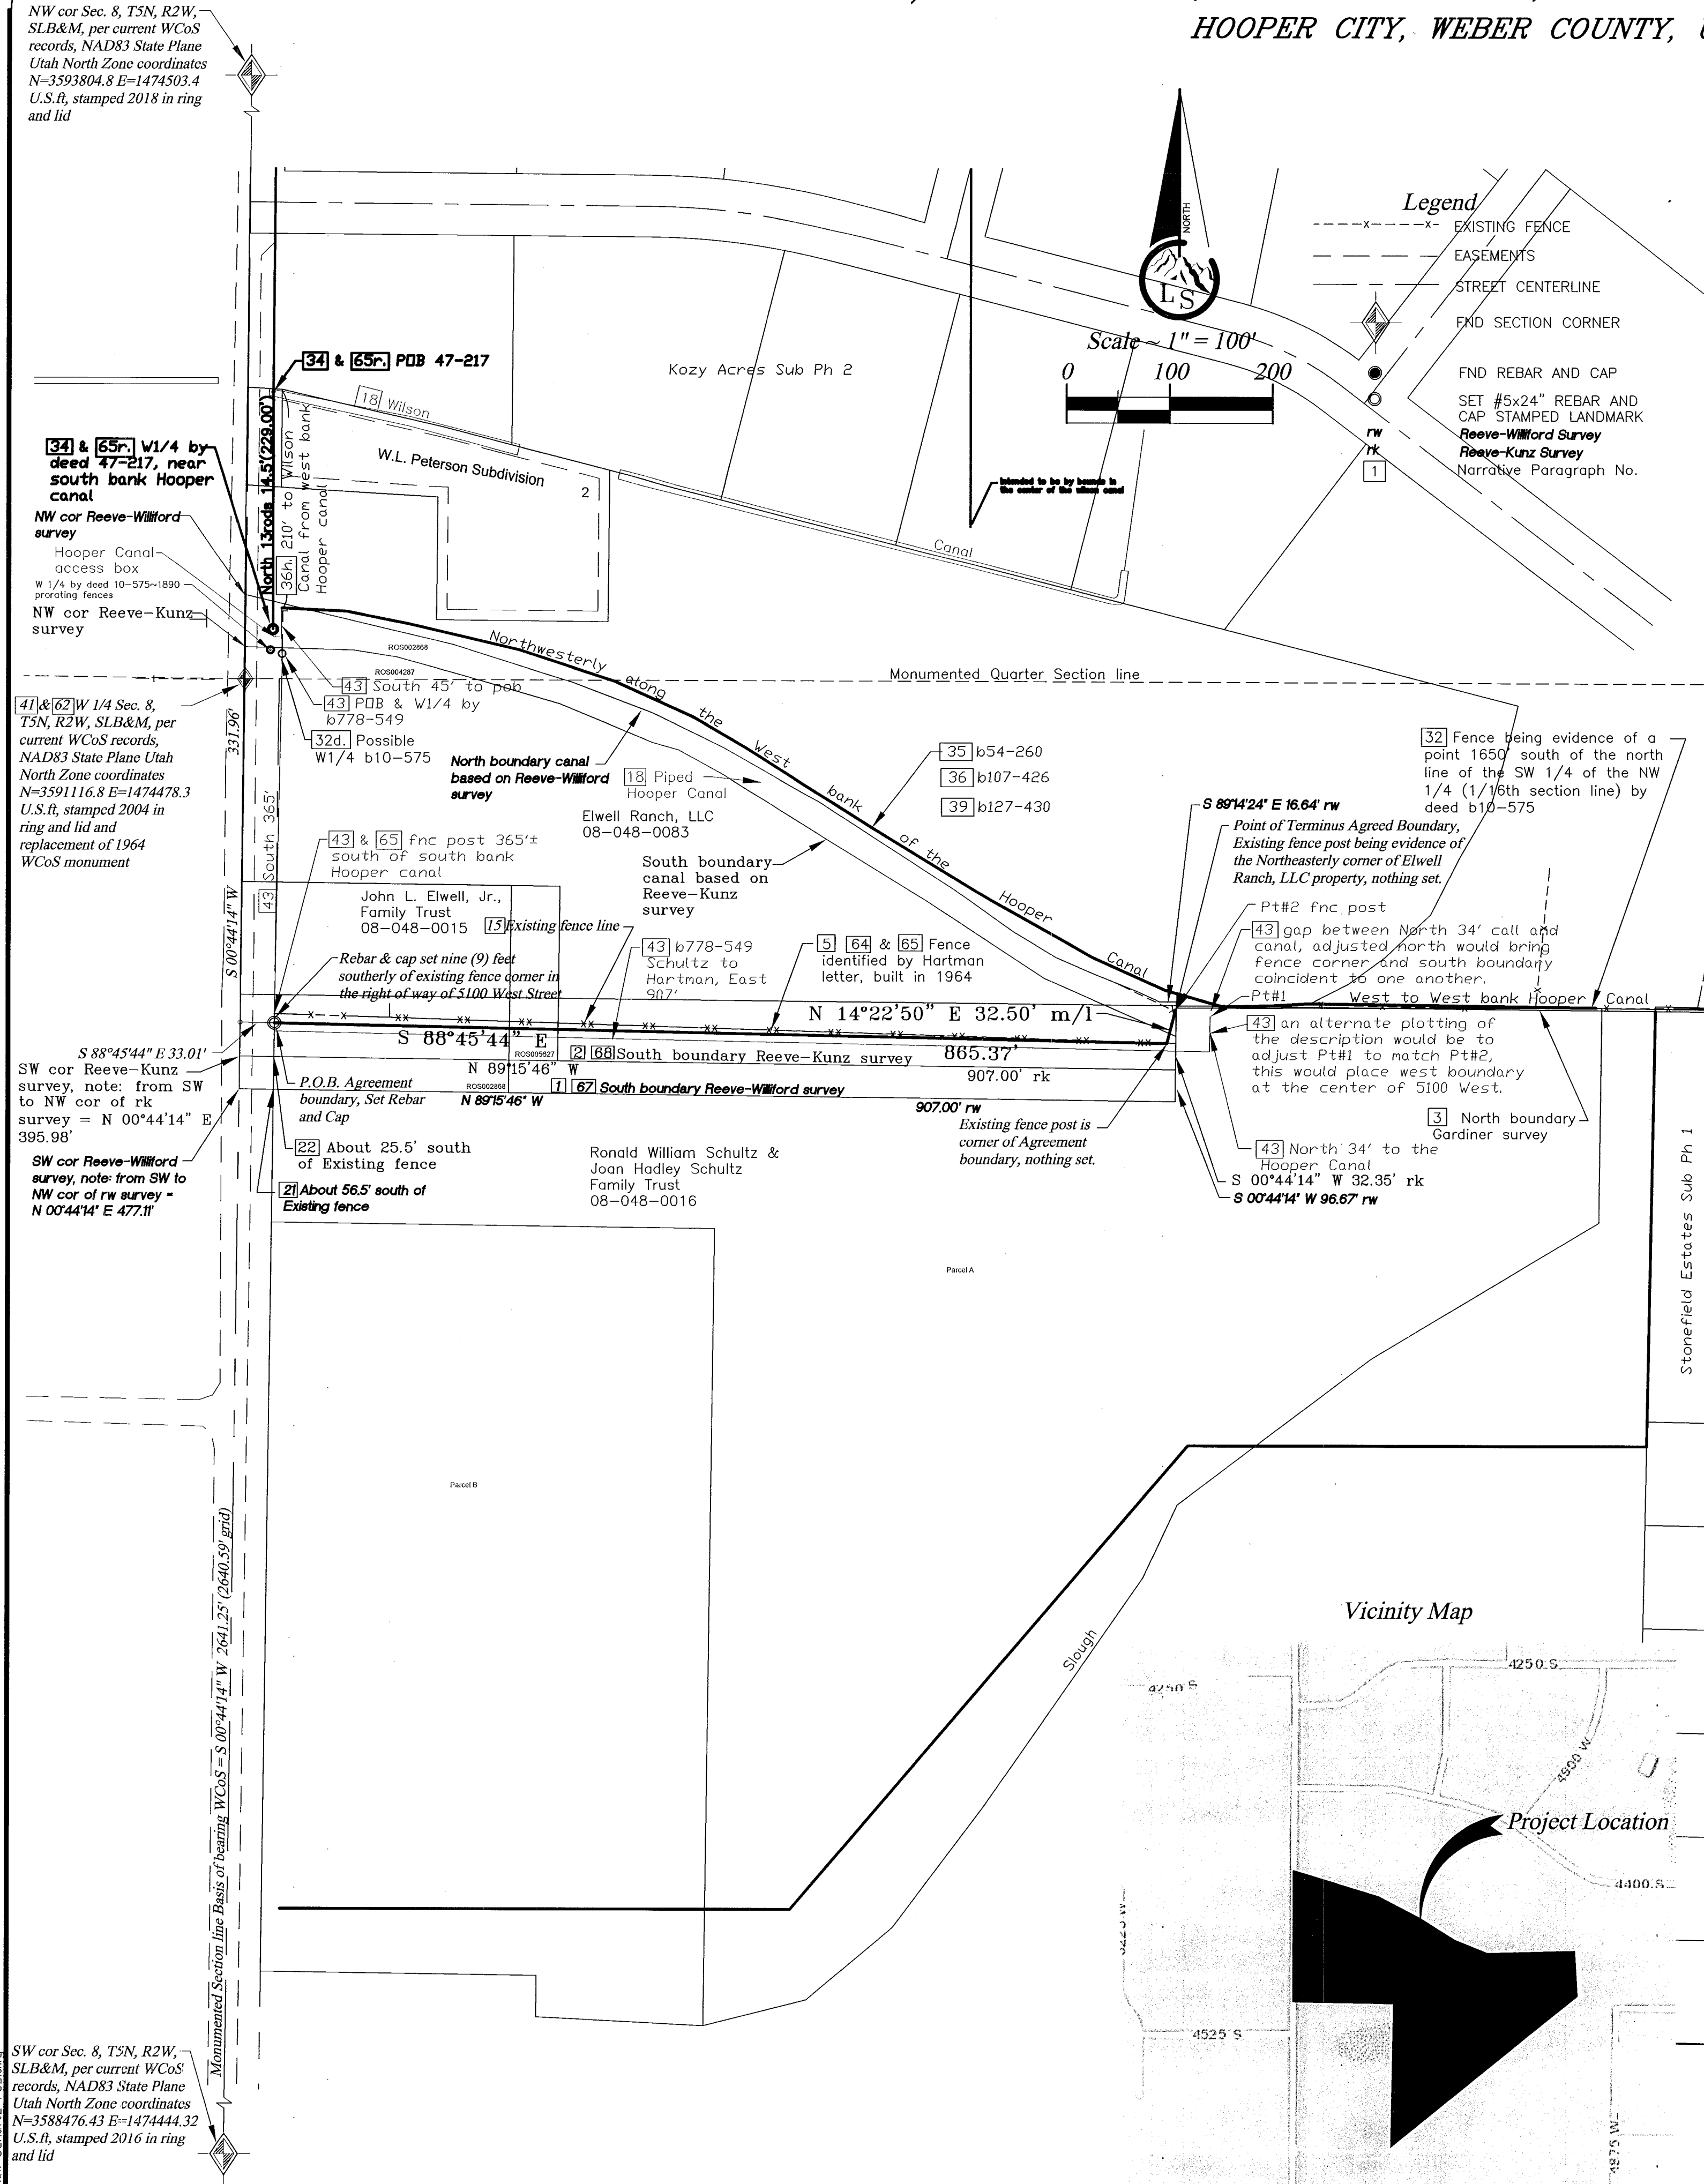 HOOPER CITY, WEBER COUNTY,
NW cor Sec. 8, T5N, R2W,
SLB&M, per current WCoS
records, NAD83 State Plane
Utah North Zone coordinates
N=3593804.8 E=1474503.4
U.S.ft, stamped 2018 in ring
and lid
NORTH
LS
Scale ~ 1" = 100'
0 100 200
Legend
EXISTING FENCE
EASEMENTS
STREET CENTERLINE
FND SECTION CORNER
FND REBAR AND CAP
SET #5x24" REBAR AND
CAP STAMPED LANDMARK
rw Reeve-Williford Survey
rk Reeve-Kunz Survey
1 Narrative Paragraph No.
34 & 65r. POB 47-217
18 Wilson
Kozy Acres Sub Ph 2
W.L. Peterson Subdivision
2
Intended to be by bounds in
the center of the wilson canal
Canal
North 13rods 14.5'(229.00')
36h. 210' to Wilson
Canal from west bank
Hooper canal
34 & 65r. W1/4 by
deed 47-217, near
south bank Hooper
canal
NW cor Reeve-Williford
survey
Hooper Canal
access box
W 1/4 by deed 10-575~1890
prorating fences
NW cor Reeve-Kunz
survey
ROS002868
ROS004287
Northwesterly along the West bank of the Hooper Canal
Monumented Quarter Section line
43 South 45' to pob
43 POB & W1/4 by
b778-549
32d. Possible
W1/4 b10-575
41 & 62 W 1/4 Sec. 8,
T5N, R2W, SLB&M, per
current WCoS records,
NAD83 State Plane Utah
North Zone coordinates
N=3591116.8 E=1474478.3
U.S.ft, stamped 2004 in
ring and lid and
replacement of 1964
WCoS monument
331.96'
S 00°44'14" W
43 South 365'
North boundary canal
based on Reeve-Williford
survey
18 Piped
Hooper Canal
Elwell Ranch, LLC
08-048-0083
35 b54-260
36 b107-426
39 b127-430
32 Fence being evidence of a
point 1650' south of the north
line of the SW 1/4 of the NW
1/4 (1/16th section line) by
deed b10-575
S 89°14'24" E 16.64' rw
Point of Terminus Agreed Boundary,
Existing fence post being evidence of
the Northeasterly corner of Elwell
Ranch, LLC property, nothing set.
43 & 65 fnc post 365'±
south of south bank
Hooper canal
South boundary
canal based on
Reeve-Kunz
survey
John L. Elwell, Jr.,
Family Trust
08-048-0015
15 Existing fence line
43 b778-549
Schultz to
Hartman, East
907'
5 64 & 65 Fence
identified by Hartman
letter, built in 1964
Pt#2 fnc post
43 gap between North 34' call and
canal, adjusted north would bring
fence corner and south boundary
coincident to one another.
Pt#1
West to West bank Hooper Canal
Rebar & cap set nine (9) feet
southerly of existing fence corner in
the right of way of 5100 West Street
N 14°22'50" E 32.50' m/l
S 88°45'44" E
865.37'
ROS005627
2 68 South boundary Reeve-Kunz survey
N 89°15'46" W
907.00' rk
ROS002868
1 67 South boundary Reeve-Williford survey
N 89°15'46" W
907.00' rw
43 an alternate plotting of
the description would be to
adjust Pt#1 to match Pt#2,
this would place west boundary
at the center of 5100 West.
S 88°45'44" E 33.01'
SW cor Reeve-Kunz
survey, note: from SW
to NW cor of rk
survey = N 00°44'14" E
395.98'
P.O.B. Agreement
boundary, Set Rebar
and Cap
3 North boundary
Gardiner survey
Existing fence post is
corner of Agreement
boundary, nothing set.
43 North 34' to the
Hooper Canal
S 00°44'14" W 32.35' rk
S 00°44'14" W 96.67' rw
22 About 25.5' south
of Existing fence
21 About 56.5' south of
Existing fence
SW cor Reeve-Williford
survey, note: from SW to
NW cor of rw survey =
N 00°44'14" E 477.11'
Ronald William Schultz &
Joan Hadley Schultz
Family Trust
08-048-0016
Stonefield Estates Sub Ph 1
Parcel A
Parcel B
Slough
Monumented Section line Basis of bearing WCoS = S 00°44'14" W 2641.25' (2640.59' grid)
Vicinity Map
4250 S
4250 S
4900 W
Project Location
4400 S
4525 S
4875 W
SW cor Sec. 8, T5N, R2W,
SLB&M, per current WCoS
records, NAD83 State Plane
Utah North Zone coordinates
N=3588476.43 E=1474444.32
U.S.ft, stamped 2016 in ring
and lid